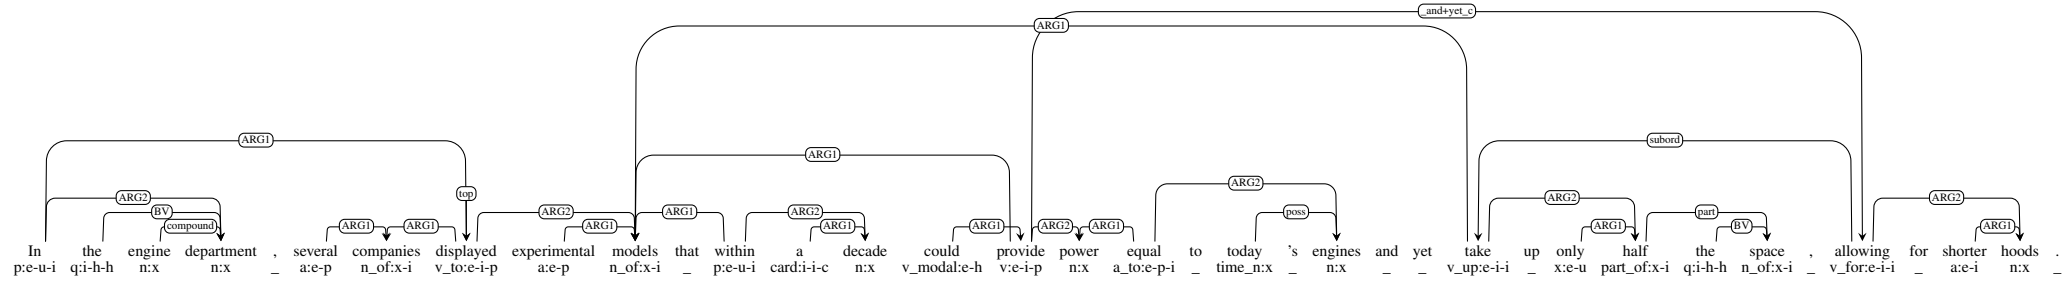 _and+yet_c
ARG1
ARG1 subord
ARG1
ARG2 ARG2
top
ARG2 ARG2 ARG2 ARG2
BV ARG1 ARG2 poss part
compound ARG1 ARG1 ARG1 ARG1 ARG1 ARG2 ARG1 ARG1 BV ARG1
In the engine department , several companies displayed experimental models that within a decade could provide power equal to today 's engines and yet take up only half the space , allowing for shorter hoods .
p:e-u-i q:i-h-h n:x n:x _ a:e-p n_of:x-i v_to:e-i-p a:e-p n_of:x-i _ p:e-u-i card:i-i-c n:x v_modal:e-h v:e-i-p n:x a_to:e-p-i _ time_n:x _ n:x _ _ v_up:e-i-i _ x:e-u part_of:x-i q:i-h-h n_of:x-i _ v_for:e-i-i _ a:e-i n:x _